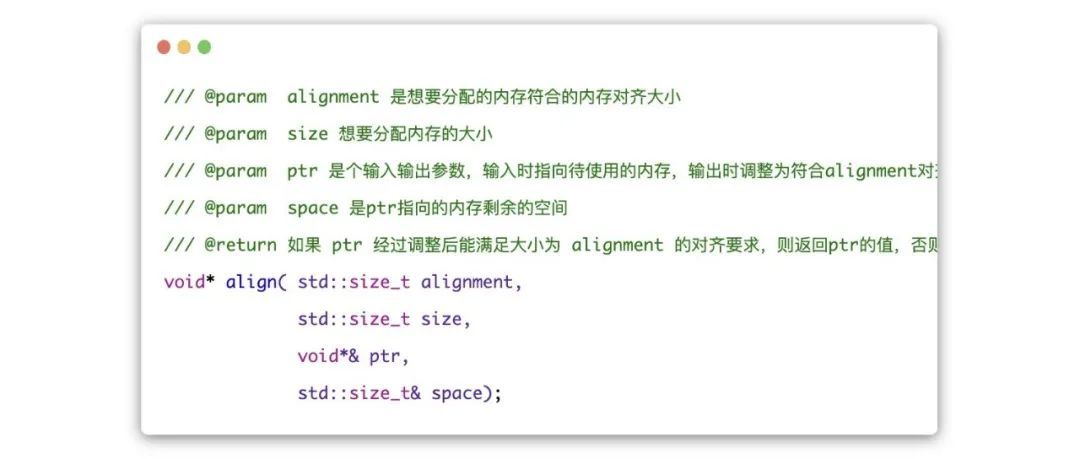 /// @param  alignment 是想要分配的内存符合的内存对齐大小
/// @param  size 想要分配内存的大小
/// @param  ptr 是个输入输出参数，输入时指向待使用的内存，输出时调整为符合alignment对
/// @param  space 是ptr指向的内存剩余的空间
/// @return 如果 ptr 经过调整后能满足大小为 alignment 的对齐要求，则返回ptr的值，否则
void* align( std::size_t alignment,
             std::size_t size,
             void*& ptr,
             std::size_t& space);